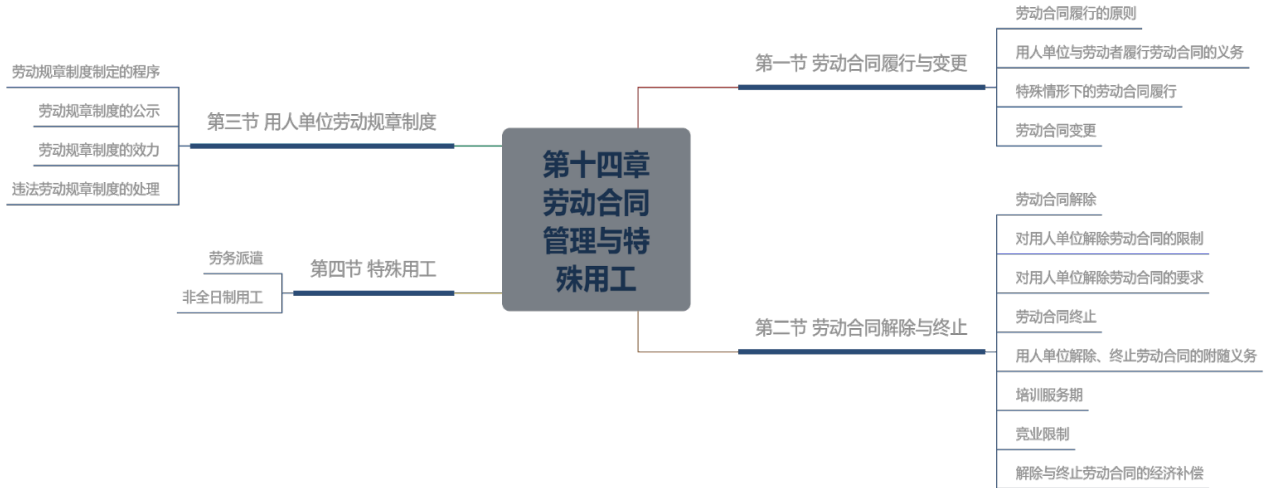 第十四章
劳动合同
管理与特
殊用工
第一节 劳动合同履行与变更
劳动合同履行的原则
用人单位与劳动者履行劳动合同的义务
特殊情形下的劳动合同履行
劳动合同变更
第二节 劳动合同解除与终止
劳动合同解除
对用人单位解除劳动合同的限制
对用人单位解除劳动合同的要求
劳动合同终止
用人单位解除、终止劳动合同的附随义务
培训服务期
竞业限制
解除与终止劳动合同的经济补偿
第三节 用人单位劳动规章制度
劳动规章制度制定的程序
劳动规章制度的公示
劳动规章制度的效力
违法劳动规章制度的处理
第四节 特殊用工
劳务派遣
非全日制用工